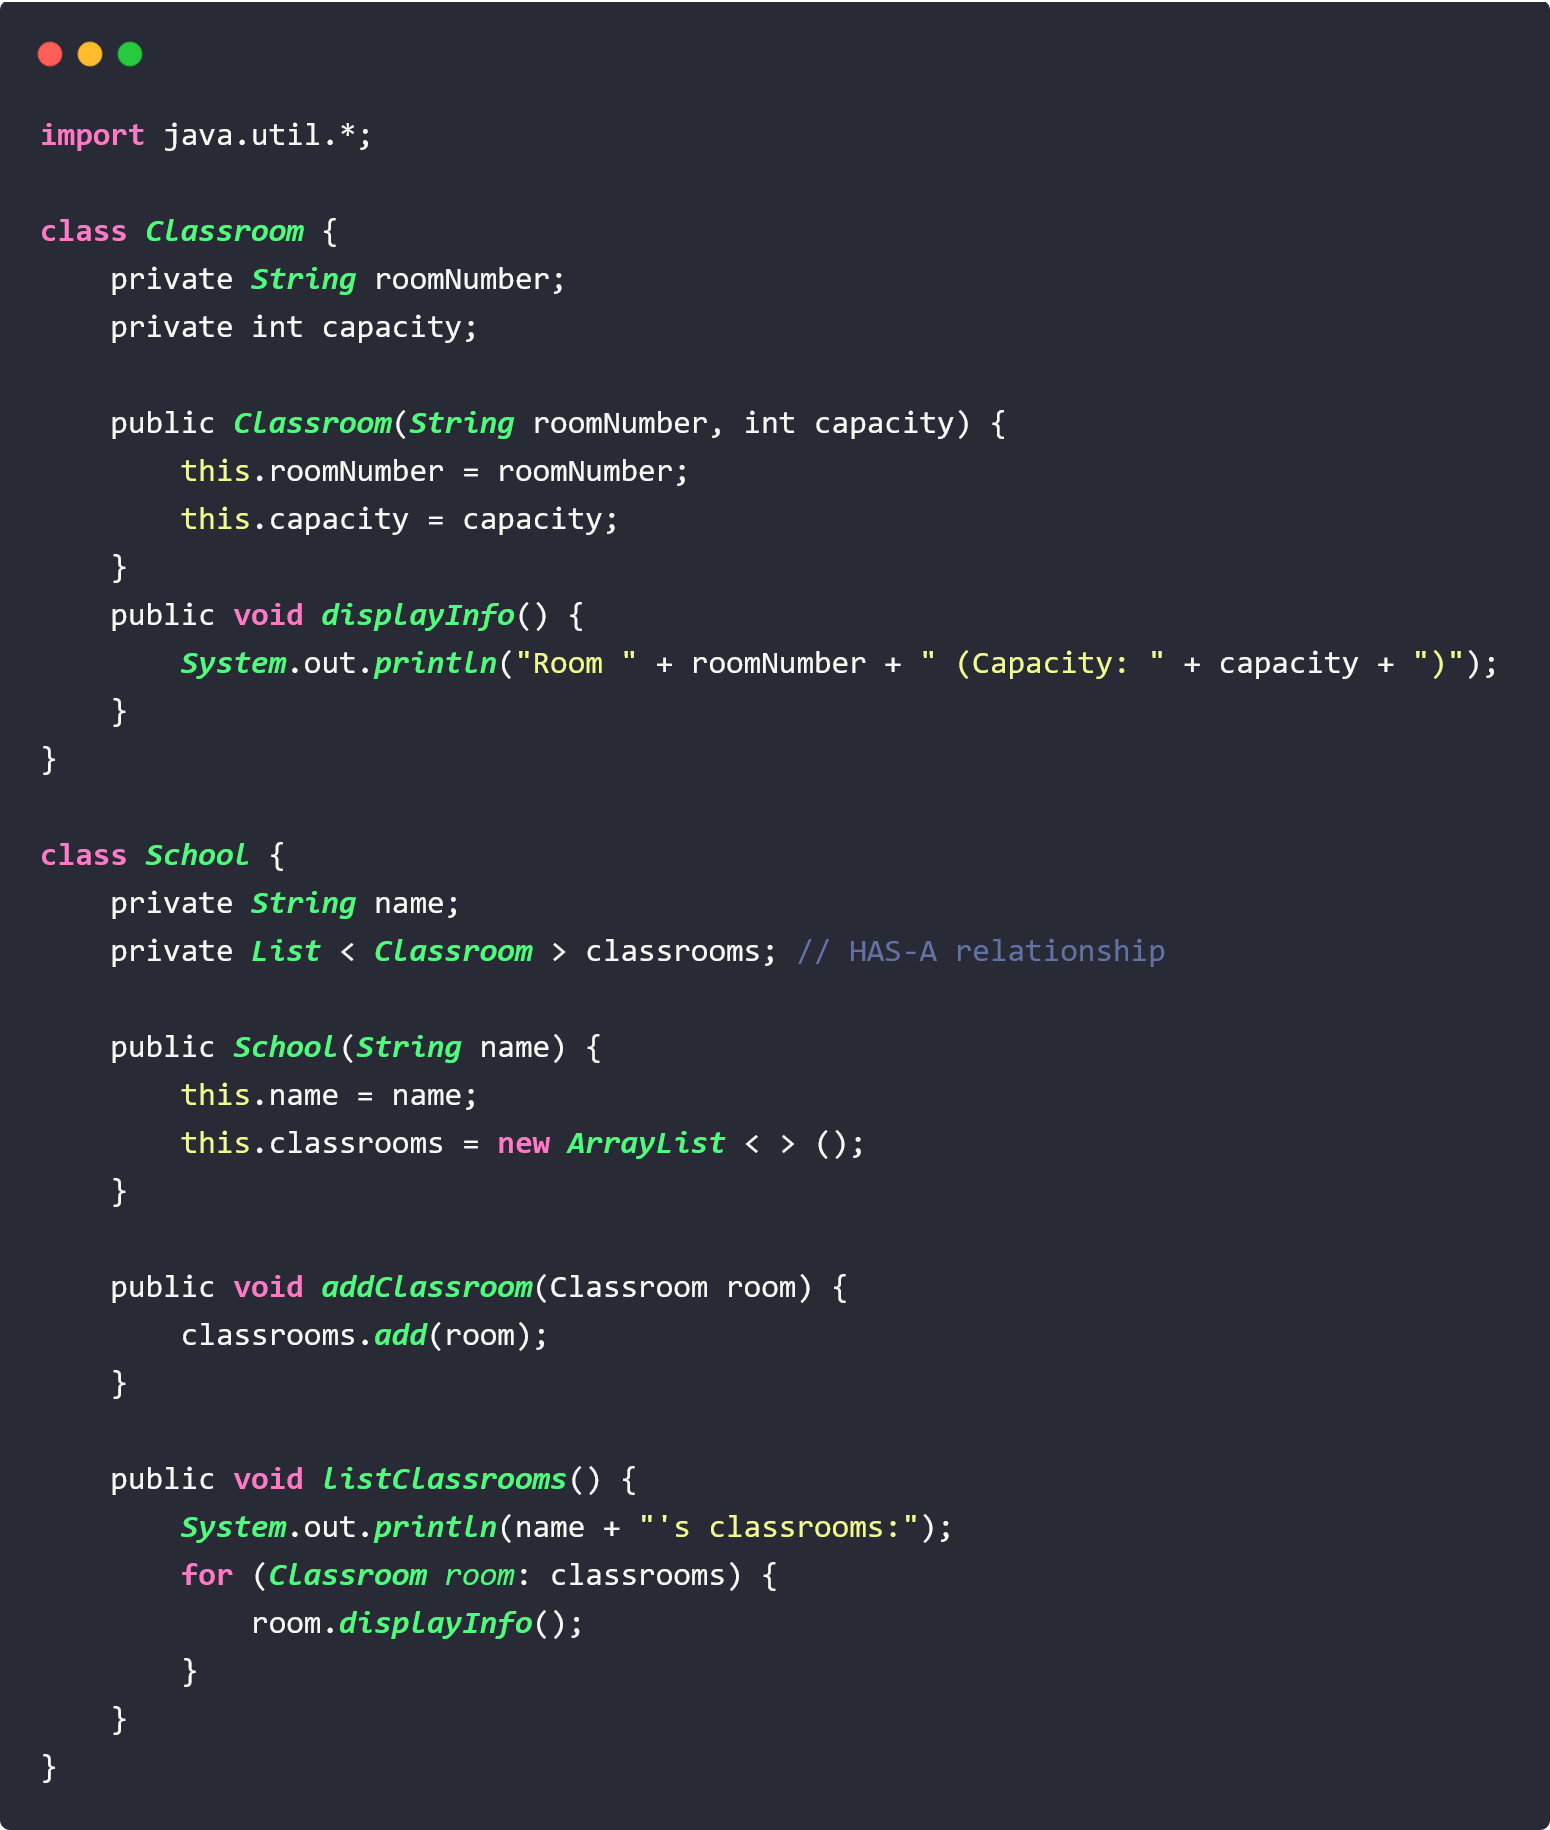 import java.util.*;

class Classroom {
    private String roomNumber;
    private int capacity;

    public Classroom(String roomNumber, int capacity) {
        this.roomNumber = roomNumber;
        this.capacity = capacity;
    }
    public void displayInfo() {
        System.out.println("Room " + roomNumber + " (Capacity: " + capacity + ")");
    }
}

class School {
    private String name;
    private List < Classroom > classrooms; // HAS-A relationship

    public School(String name) {
        this.name = name;
        this.classrooms = new ArrayList < > ();
    }

    public void addClassroom(Classroom room) {
        classrooms.add(room);
    }

    public void listClassrooms() {
        System.out.println(name + "'s classrooms:");
        for (Classroom room: classrooms) {
            room.displayInfo();
        }
    }
}